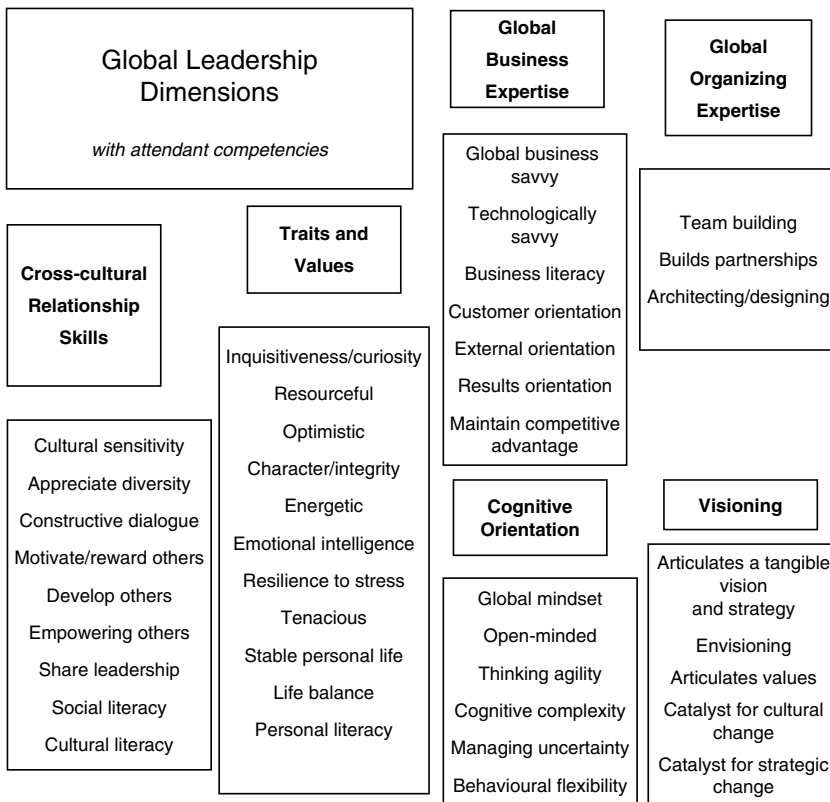 Global Leadership
Dimensions
with attendant competencies
Cross-cultural
Relationship
Skills
Cultural sensitivity
Appreciate diversity
Constructive dialogue
Motivate/reward others
Develop others
Empowering others
Share leadership
Social literacy
Cultural literacy
Traits and
Values
Inquisitiveness/curiosity
Resourceful
Optimistic
Character/integrity
Energetic
Emotional intelligence
Resilience to stress
Tenacious
Stable personal life
Life balance
Personal literacy
Global
Business
Expertise
Global business
savvy
Technologically
savvy
Business literacy
Customer orientation
External orientation
Results orientation
Maintain competitive
advantage
Cognitive
Orientation
Global mindset
Open-minded
Thinking agility
Cognitive complexity
Managing uncertainty
Behavioural flexibility
Global
Organizing
Expertise
Team building
Builds partnerships
Architecting/designing
Visioning
Articulates a tangible
vision
and strategy
Envisioning
Articulates values
Catalyst for cultural
change
Catalyst for strategic
change